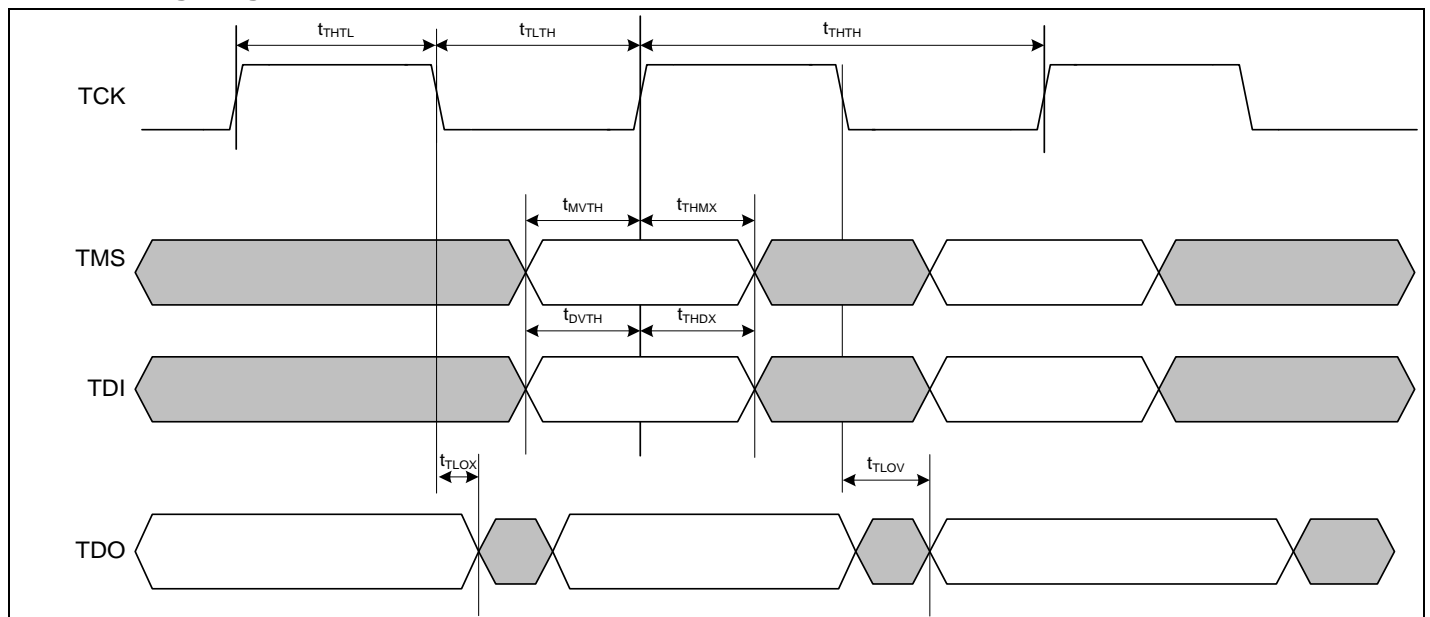 tTHTL tTLTH tTHTH
TCK
tMVTH tTHMX
TMS
tDVTH tTHDX
TDI
tTLOX tTLOV
TDO